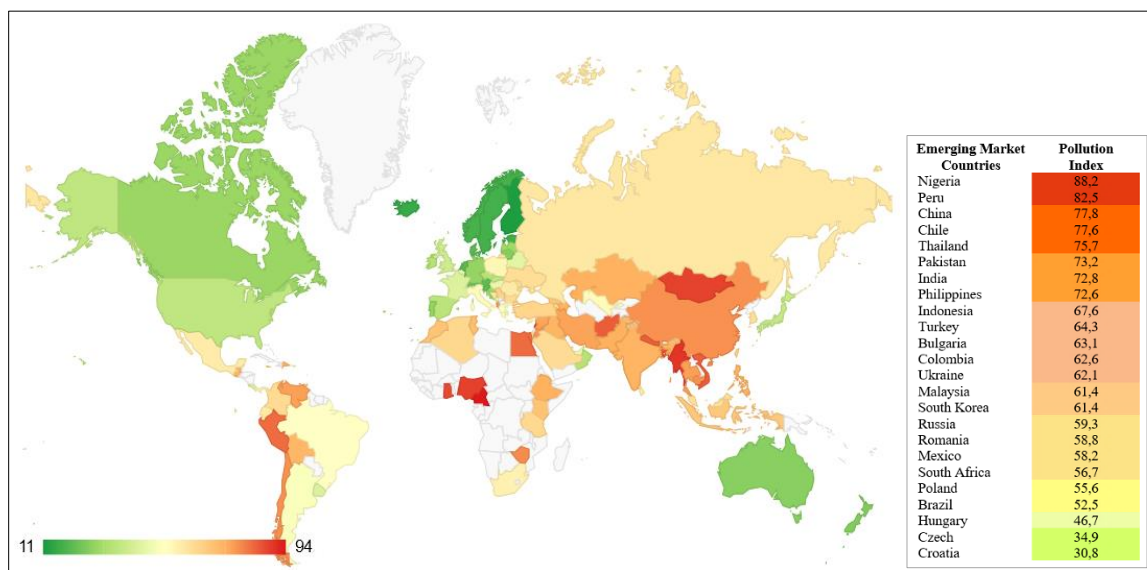 Emerging Market Pollution
Countries Index
Nigeria 88,2
Peru 82,5
China 77,8
Chile 77,6
Thailand 75,7
Pakistan 73,2
India 72,8
Philippines 72,6
Indonesia 67,6
Turkey 64,3
Bulgaria 63,1
Colombia 62,6
Ukraine 62,1
Malaysia 61,4
South Korea 61,4
Russia 59,3
Romania 58,8
Mexico 58,2
South Africa 56,7
Poland 55,6
Brazil 52,5
Hungary 46,7
Czech 34,9
Croatia 30,8
11 94